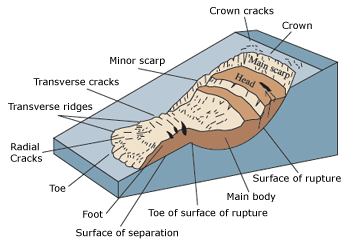 Crown cracks
Crown
Minor scarp
Main scarp
Head
Transverse cracks
Transverse ridges
Radial
Cracks
Toe
Foot
Surface of separation
Toe of surface of rupture
Main body
Surface of rupture